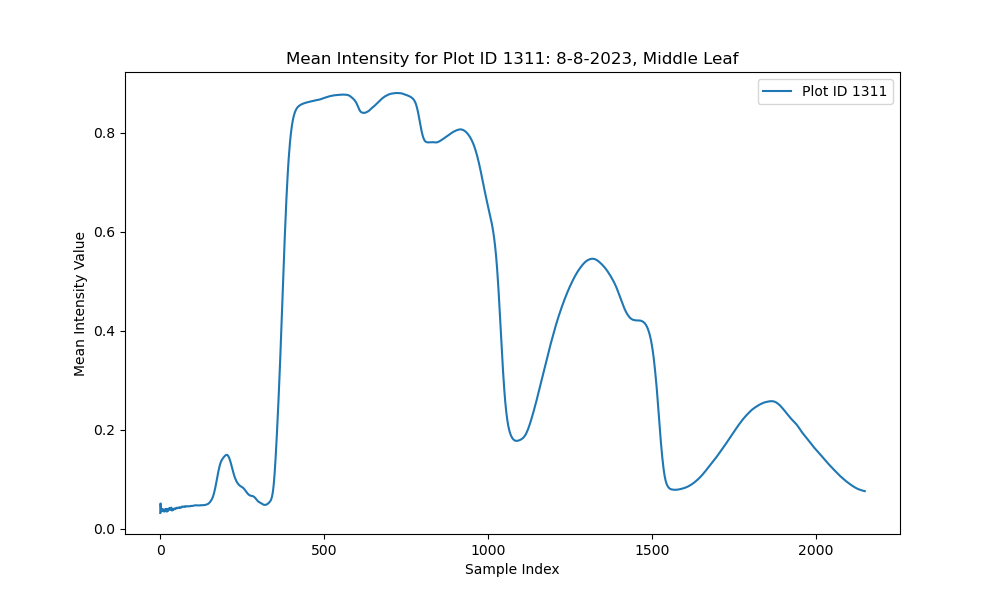 Mean Intensity for Plot ID 1311: 8-8-2023, Middle Leaf
Plot ID 1311
Mean Intensity Value
0.8
0.6
0.4
0.2
0.0
0 500 1000 1500 2000
Sample Index